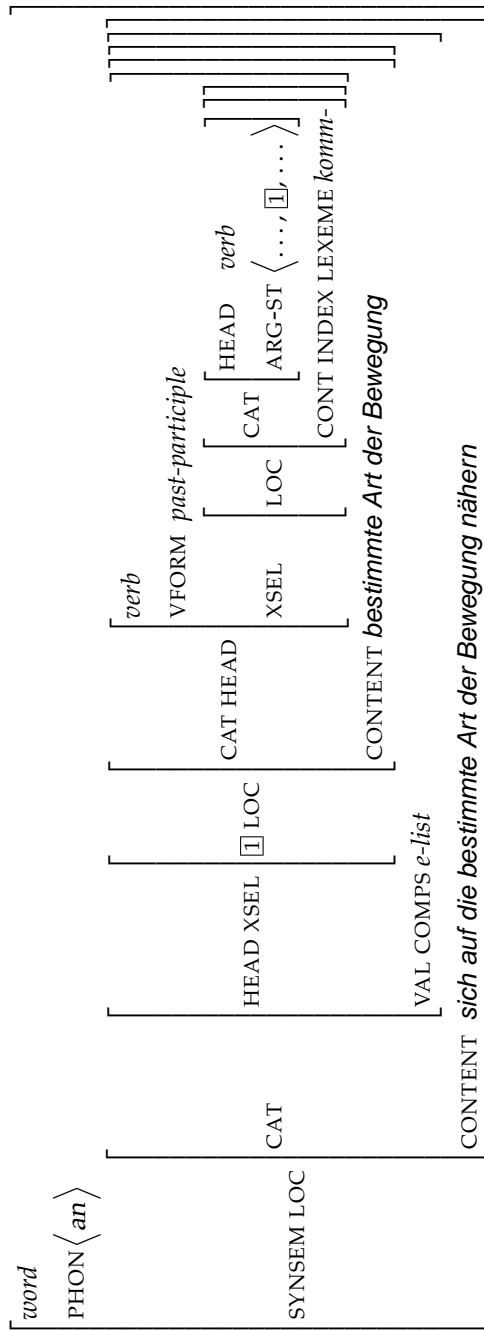 word
PHON ⟨an⟩
SYNSEM LOC
CAT
HEAD XSEL
1 LOC
CAT HEAD
verb
VFORM past-participle
XSEL
LOC
CAT
HEAD verb
ARG-ST ⟨…, 1, …⟩
CONT INDEX LEXEME komm-
CONTENT bestimmte Art der Bewegung
VAL COMPS e-list
CONTENT sich auf die bestimmte Art der Bewegung nähern